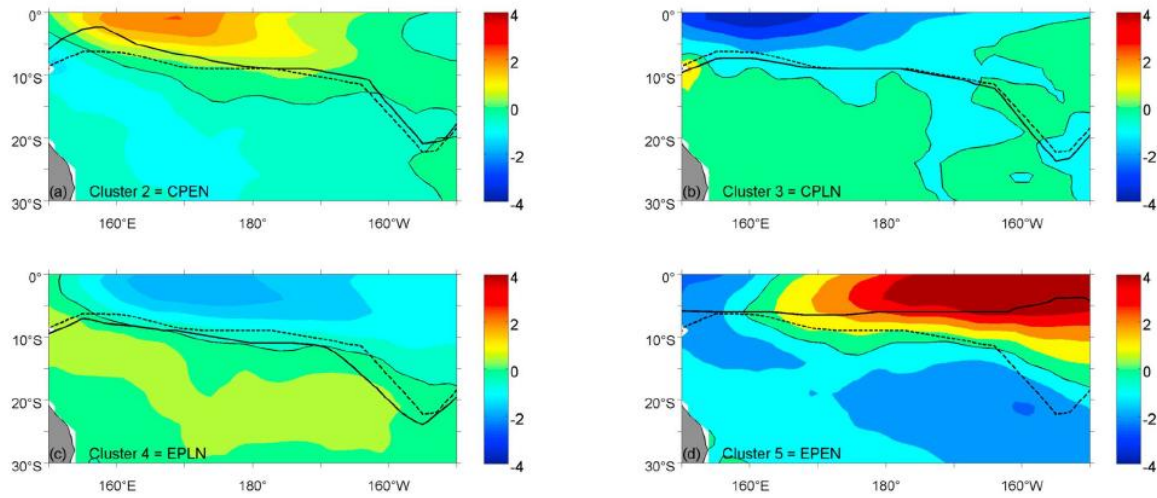 0°
10°S
20°S
30°S
(a) Cluster 2 = CPEN
160°E 180° 160°W
4
2
0
-2
-4
0°
10°S
20°S
30°S
(b) Cluster 3 = CPLN
160°E 180° 160°W
4
2
0
-2
-4
0°
10°S
20°S
30°S
(c) Cluster 4 = EPLN
160°E 180° 160°W
4
2
0
-2
-4
0°
10°S
20°S
30°S
(d) Cluster 5 = EPEN
160°E 180° 160°W
4
2
0
-2
-4